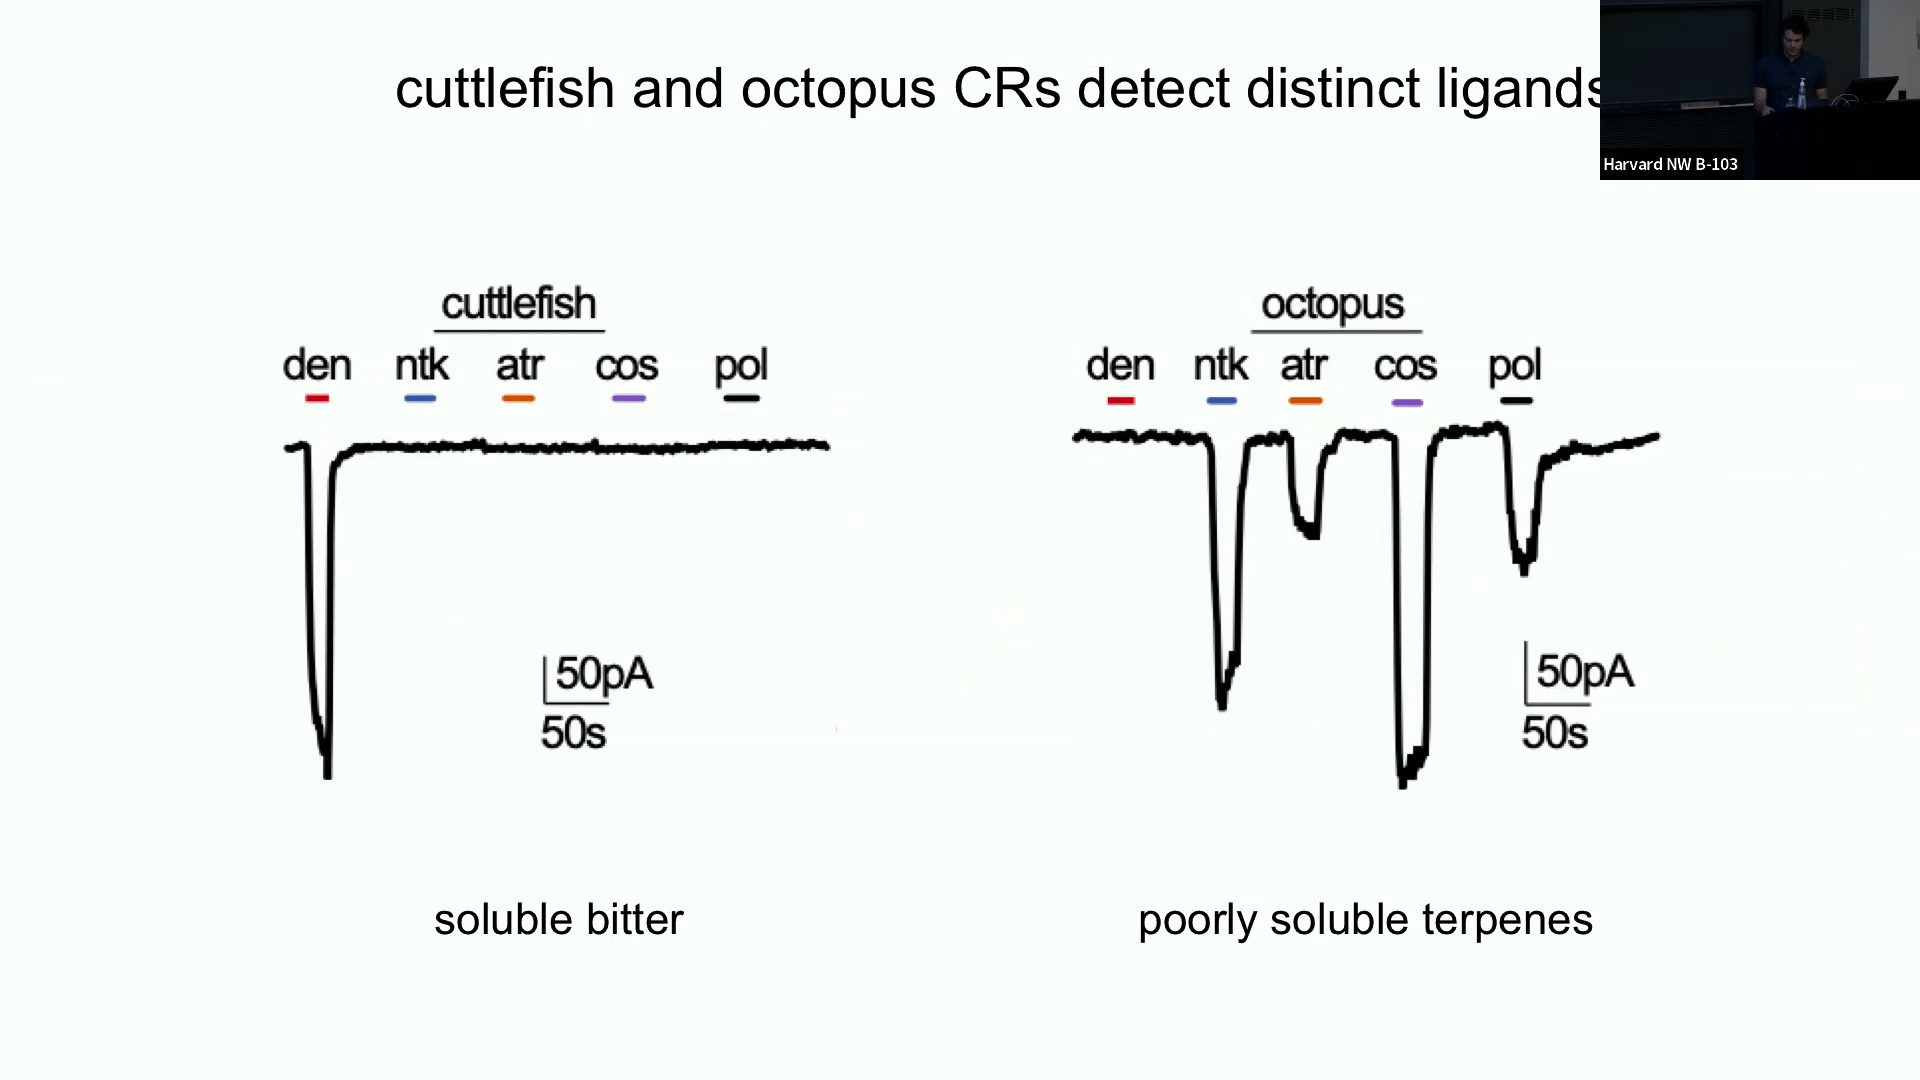 cuttlefish and octopus CRs detect distinct ligands
Harvard NW B-103
cuttlefish
den ntk atr cos pol
50pA
50s
soluble bitter
octopus
den ntk atr cos pol
50pA
50s
poorly soluble terpenes